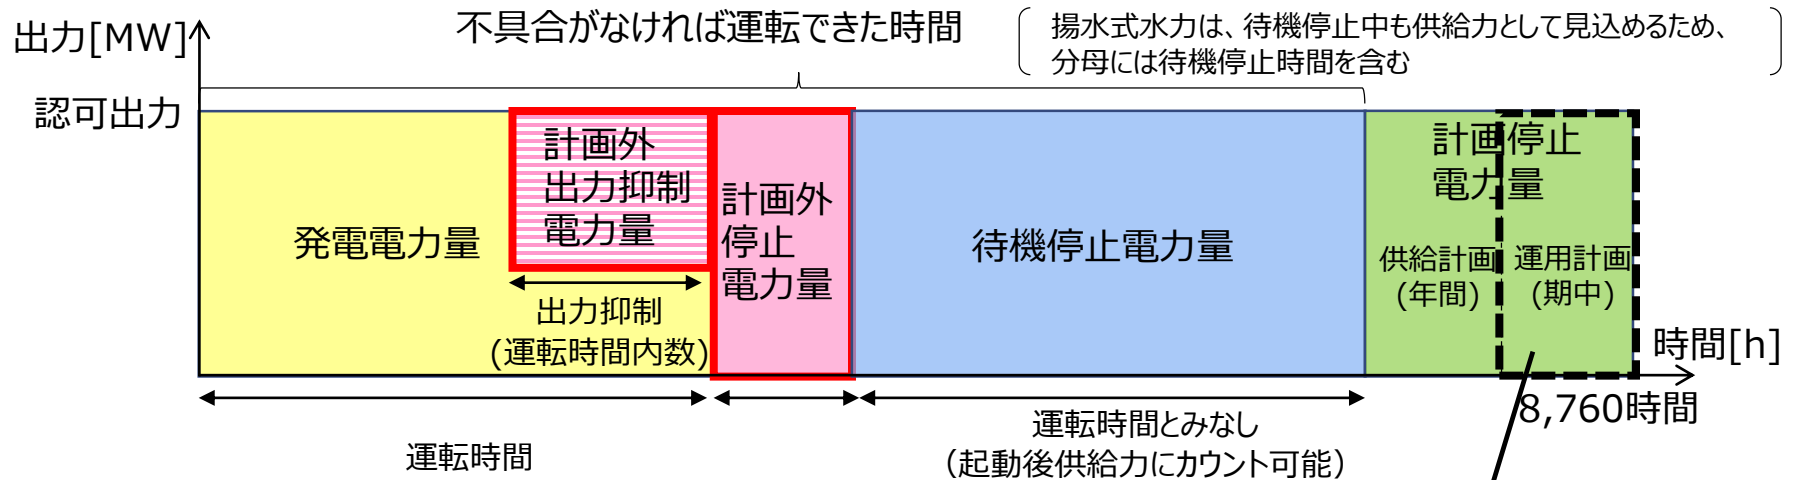 不具合がなければ運転できた時間
揚水式水力は、待機停止中も供給力として見込めるため、
分母には待機停止時間を含む
出力[MW]
認可出力
発電電力量
計画外
出力抑制
電力量
出力抑制
(運転時間内数)
計画外
停止
電力量
待機停止電力量
計画停止
電力量
供給計画
(年間)
運用計画
(期中)
時間[h]
8,760時間
運転時間
運転時間とみなし
（起動後供給力にカウント可能）